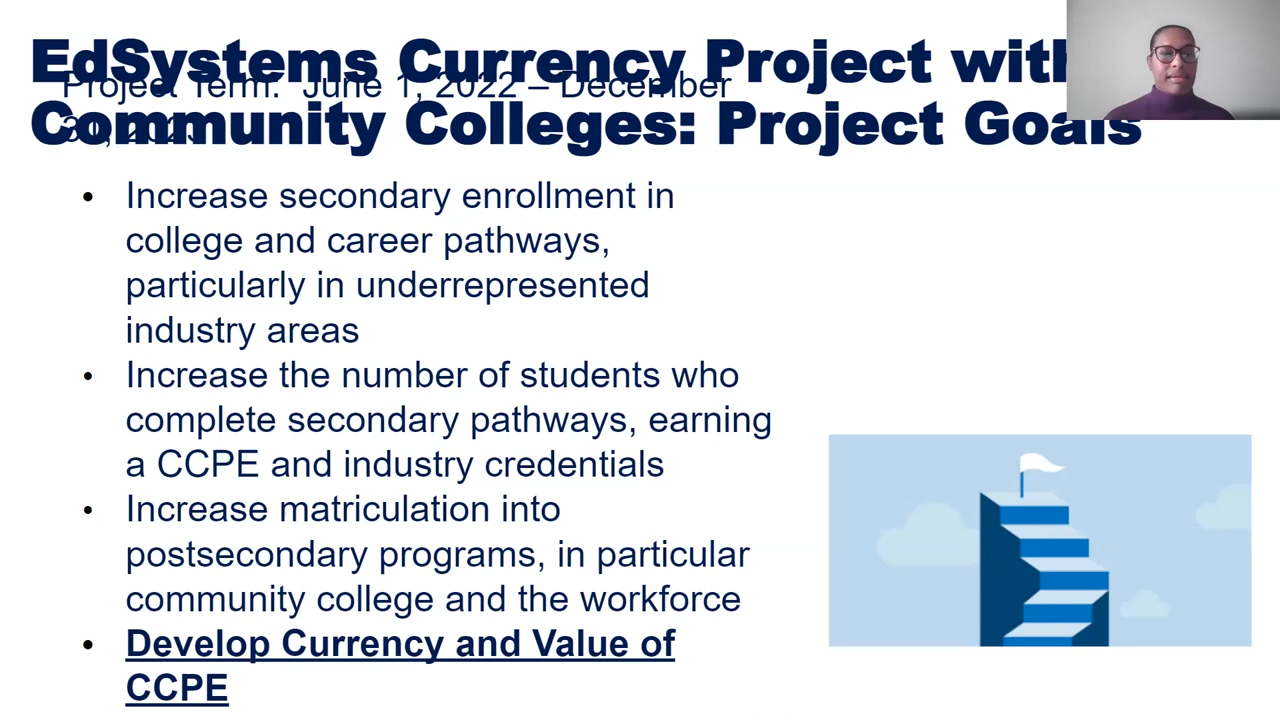 EdSystems Currency Project with
Project Term: June 1, 2022 – December
Community Colleges: Project Goals
31, 2023
• Increase secondary enrollment in
college and career pathways,
particularly in underrepresented
industry areas
• Increase the number of students who
complete secondary pathways, earning
a CCPE and industry credentials
• Increase matriculation into
postsecondary programs, in particular
community college and the workforce
• Develop Currency and Value of
CCPE